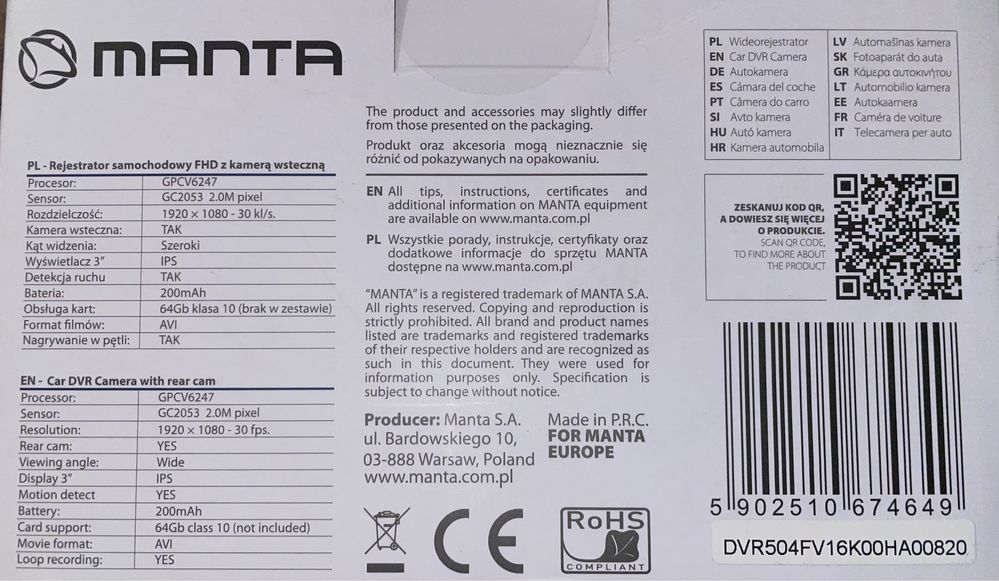 MANTA
PL - Rejestrator samochodowy FHD z kamerą wsteczną
Procesor: GPCV6247
Sensor: GC2053 2.0M pixel
Rozdzielczość: 1920 × 1080 - 30 kl/s.
Kamera wsteczna: TAK
Kąt widzenia: Szeroki
Wyświetlacz 3" IPS
Detekcja ruchu TAK
Bateria: 200mAh
Obsługa kart: 64Gb klasa 10 (brak w zestawie)
Format filmów: AVI
Nagrywanie w pętli: TAK
EN - Car DVR Camera with rear cam
Processor: GPCV6247
Sensor: GC2053 2.0M pixel
Resolution: 1920 × 1080 - 30 fps.
Rear cam: YES
Viewing angle: Wide
Display 3" IPS
Motion detect YES
Battery: 200mAh
Card support: 64Gb class 10 (not included)
Movie format: AVI
Loop recording: YES
The product and accessories may slightly differ
from those presented on the packaging.
Produkt oraz akcesoria mogą nieznacznie się
różnić od pokazywanych na opakowaniu.
EN All tips, instructions, certificates and
additional information on MANTA equipment
are available on www.manta.com.pl
PL Wszystkie porady, instrukcje, certyfikaty oraz
dodatkowe informacje do sprzętu MANTA
dostępne na www.manta.com.pl
"MANTA" is a registered trademark of MANTA S.A.
All rights reserved. Copying and reproduction is
strictly prohibited. All brand and product names
listed are trademarks and registered trademarks
of their respective holders and are recognized as
such in this document. They were used for
information purposes only. Specification is
subject to change without notice.
Producer: Manta S.A.
ul. Bardowskiego 10,
03-888 Warsaw, Poland
www.manta.com.pl
Made in P.R.C.
FOR MANTA
EUROPE
CE
RoHS
COMPLIANT
PL Wideorejestrator
EN Car DVR Camera
DE Autokamera
ES Cámara del coche
PT Câmera do carro
SI Avto kamera
HU Autó kamera
HR Kamera automobila
LV Automašīnas kamera
SK Fotoaparát do auta
GR Κάμερα αυτοκινήτου
LT Automobilio kamera
EE Autokaamera
FR Caméra de voiture
IT Telecamera per auto
ZESKANUJ KOD QR,
A DOWIESZ SIĘ WIĘCEJ
O PRODUKCIE.
SCAN QR CODE,
TO FIND MORE ABOUT
THE PRODUCT
5 902510 674649
DVR504FV16K00HA00820